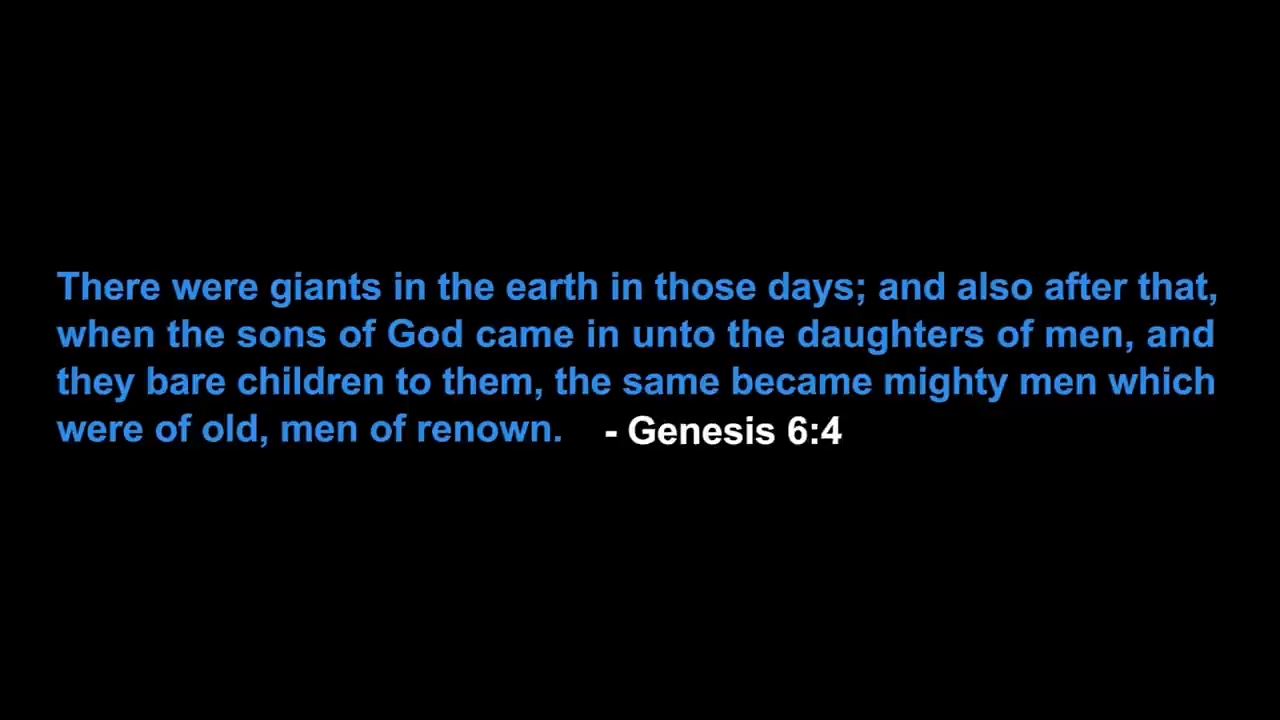 There were giants in the earth in those days; and also after that,
when the sons of God came in unto the daughters of men, and
they bare children to them, the same became mighty men which
were of old, men of renown. - Genesis 6:4